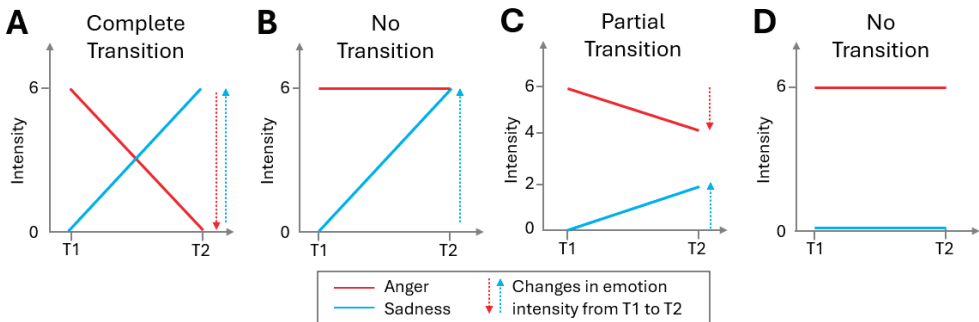 A
Complete
Transition
Intensity
6
0
T1
T2
B
No
Transition
Intensity
6
0
T1
T2
C
Partial
Transition
Intensity
6
4
2
0
T1
T2
D
No
Transition
Intensity
6
0
T1
T2
Anger
Sadness
Changes in emotion
intensity from T1 to T2